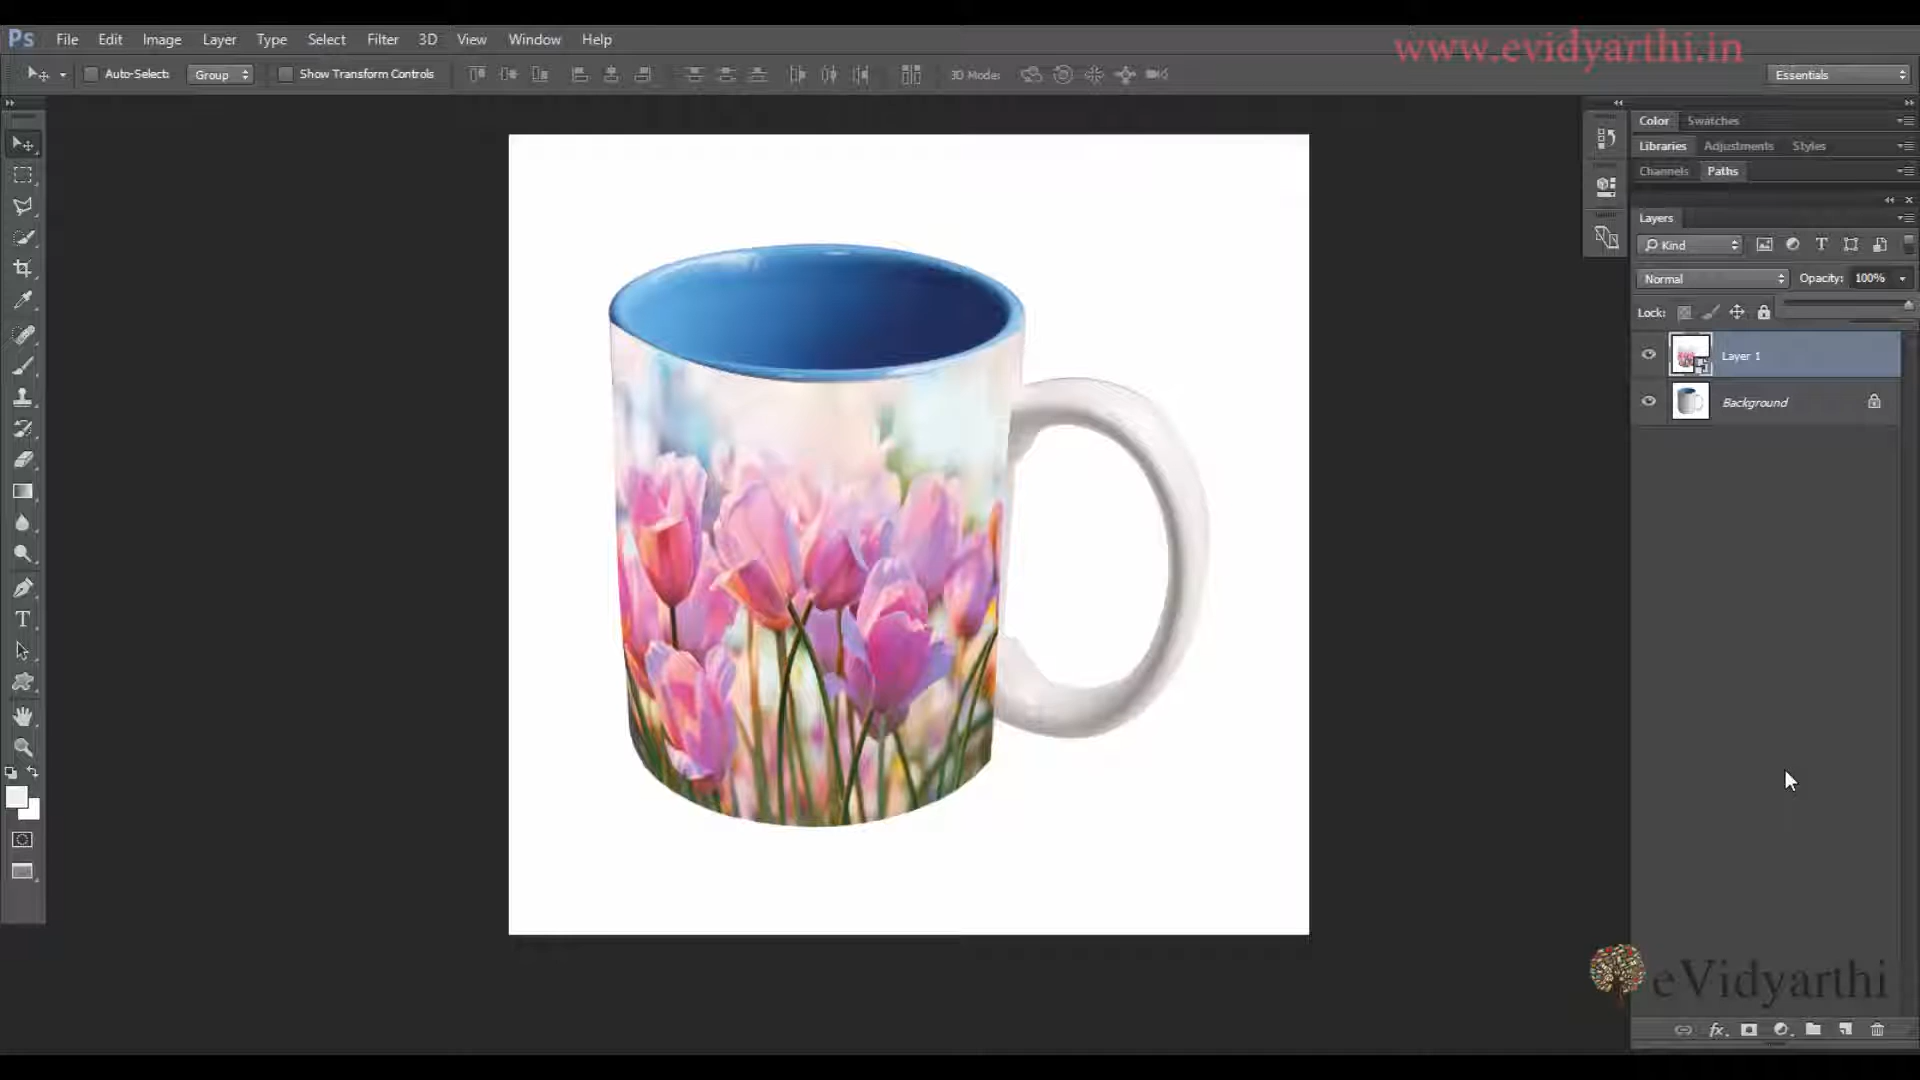 Ps File Edit Image Layer Type Select Filter 3D View Window Help
www.evidyarthi.in
Auto-Select: Group Show Transform Controls 3D Mode: Essentials
Color Swatches
Libraries Adjustments Styles
Channels Paths
Layers
Kind
Normal Opacity: 100%
Lock:
Layer 1
Background
eVidyarthi
fx